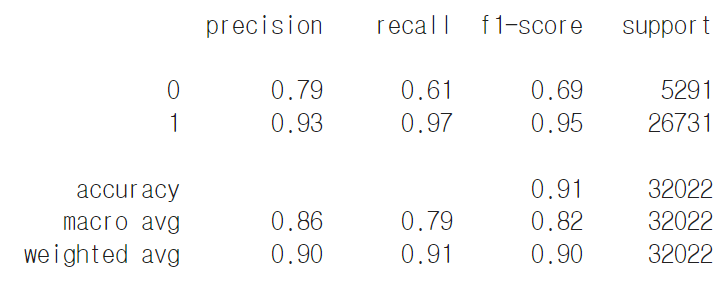 precision recall f1-score support
0 0.79 0.61 0.69 5291
1 0.93 0.97 0.95 26731
accuracy 0.91 32022
macro avg 0.86 0.79 0.82 32022
weighted avg 0.90 0.91 0.90 32022